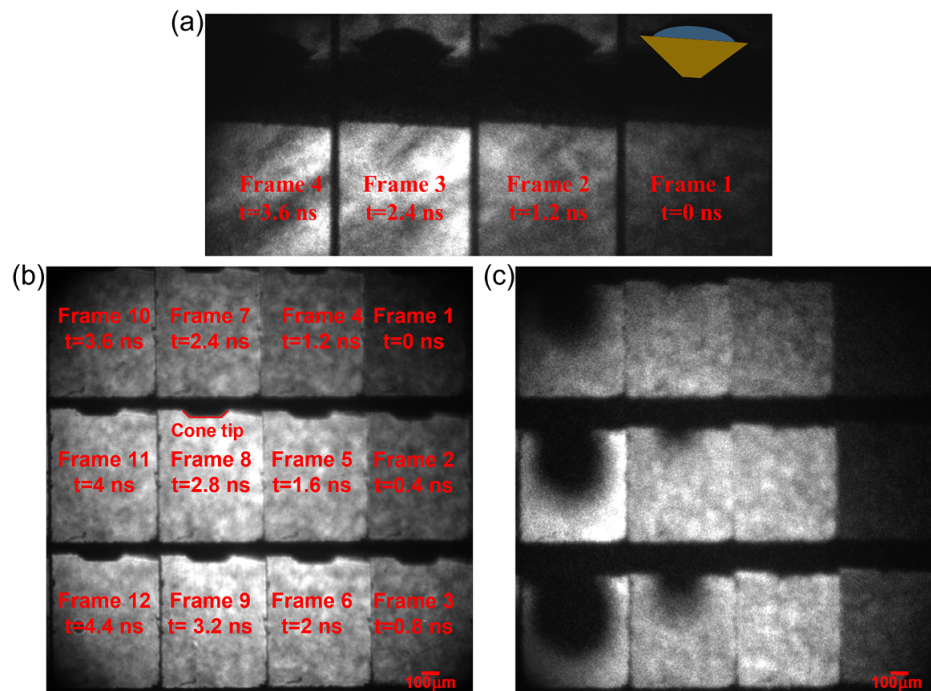 (a)
Frame 4 Frame 3 Frame 2 Frame 1
t=3.6 ns t=2.4 ns t=1.2 ns t=0 ns
(b) (c)
Frame 10 Frame 7 Frame 4 Frame 1
t=3.6 ns t=2.4 ns t=1.2 ns t=0 ns
Cone tip
Frame 11 Frame 8 Frame 5 Frame 2
t=4 ns t=2.8 ns t=1.6 ns t=0.4 ns
Frame 12 Frame 9 Frame 6 Frame 3
t=4.4 ns t= 3.2 ns t=2 ns t=0.8 ns
100μm 100μm